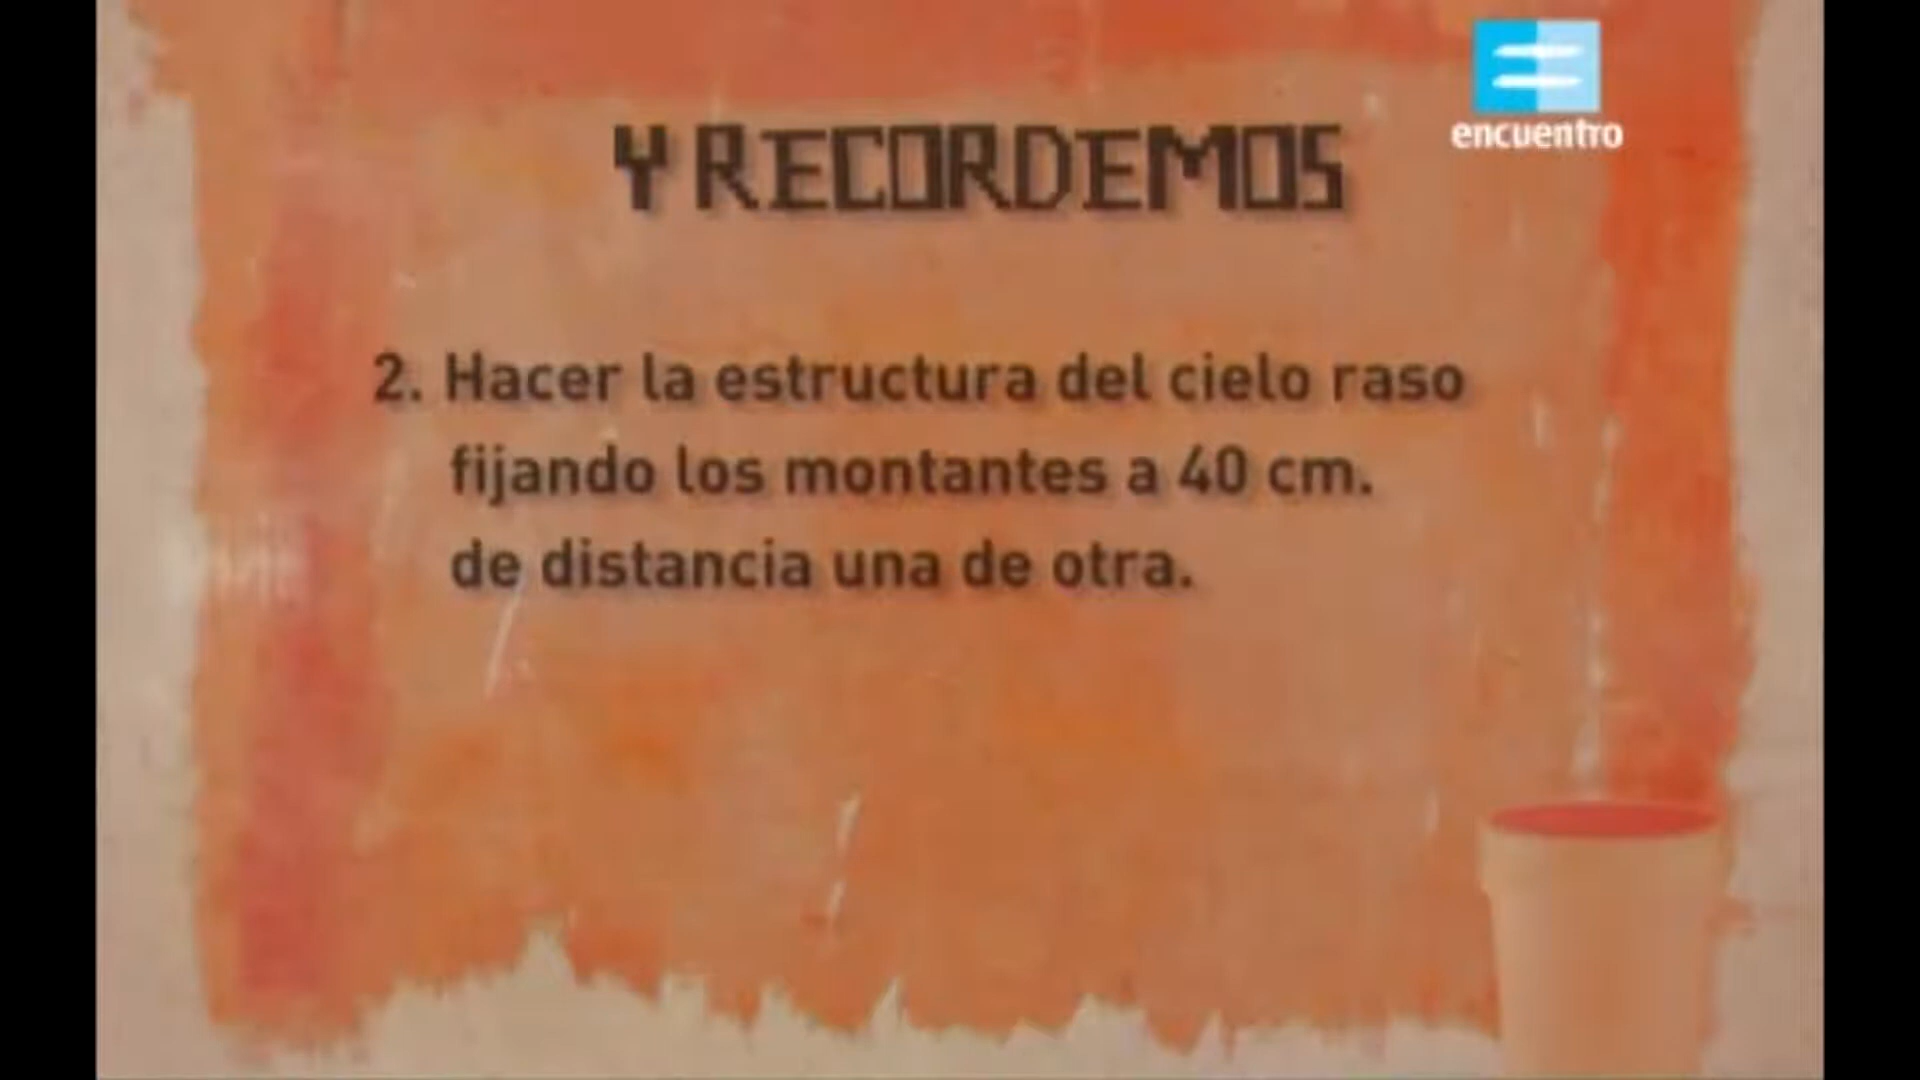 encuentro
Y RECORDEMOS
2. Hacer la estructura del cielo raso
fijando los montantes a 40 cm.
de distancia una de otra.